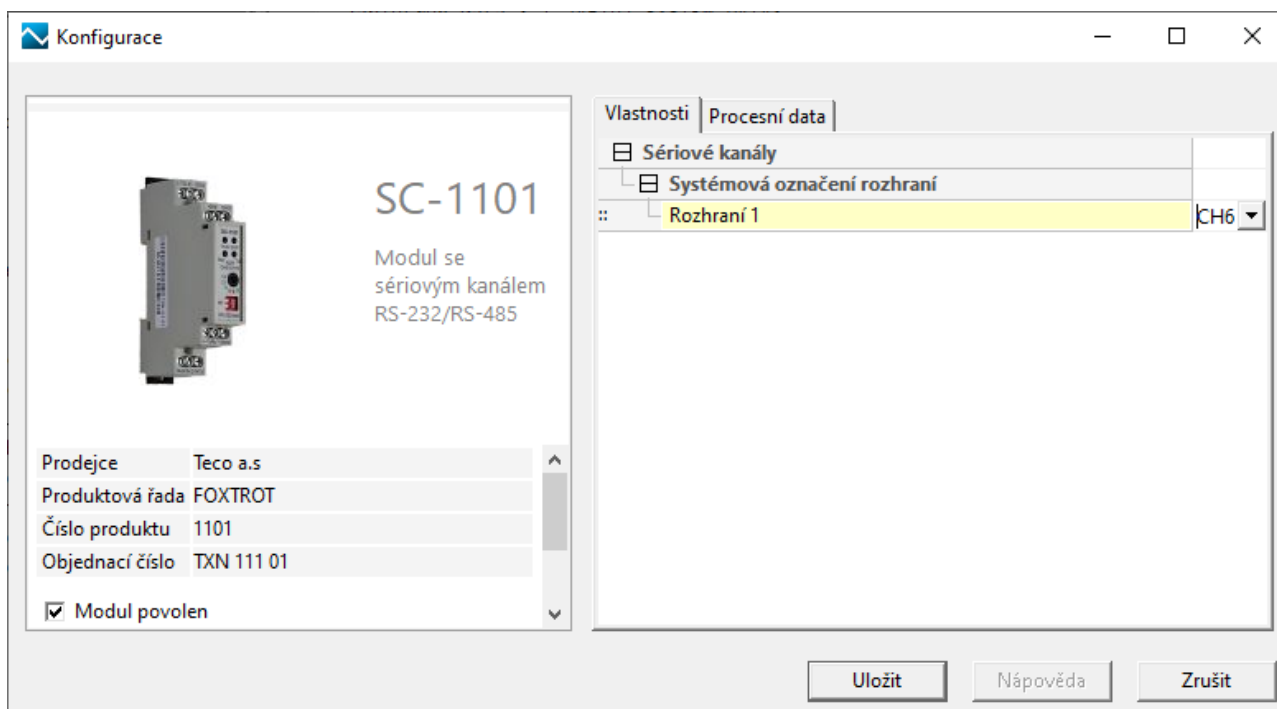 Konfigurace
SC-1101
Modul se
sériovým kanálem
RS-232/RS-485
Prodejce Teco a.s
Produktová řada FOXTROT
Číslo produktu 1101
Objednací číslo TXN 111 01
Modul povolen
Vlastnosti Procesní data
Sériové kanály
Systémová označení rozhraní
Rozhraní 1 CH6
Uložit Nápověda Zrušit